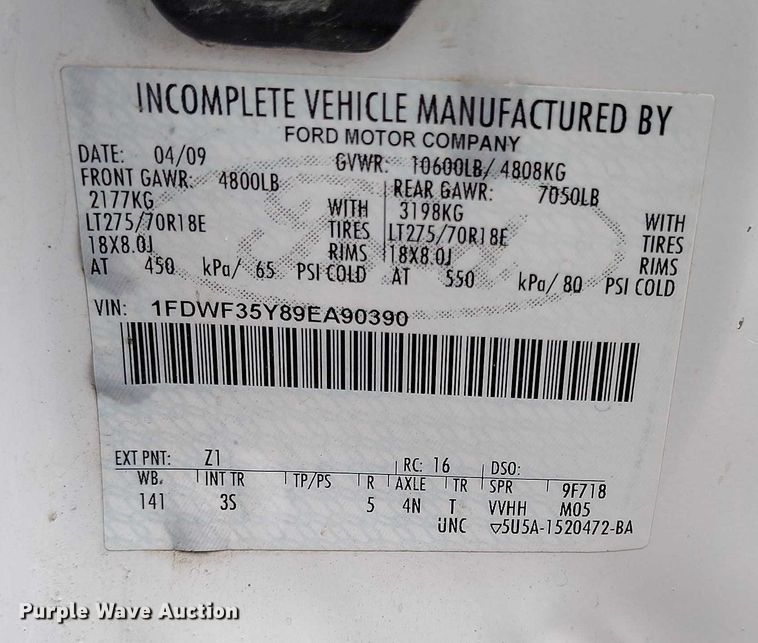 INCOMPLETE VEHICLE MANUFACTURED BY
FORD MOTOR COMPANY
DATE: 04/09 GVWR: 10600LB/ 4808KG
FRONT GAWR: 4800LB REAR GAWR: 7050LB
2177KG WITH 3198KG WITH
LT275/70R18E TIRES LT275/70R18E TIRES
18X8.0J RIMS 18X8.0J RIMS
AT 450 kPa/ 65 PSI COLD AT 550 kPa/ 80 PSI COLD
VIN: 1FDWF35Y89EA90390
EXT PNT: Z1 RC: 16 DSO:
WB. INT TR TP/PS R AXLE TR SPR 9F718
141 3S 5 4N T VVHH M05
UNC ▽5U5A-1520472-BA
Purple Wave Auction